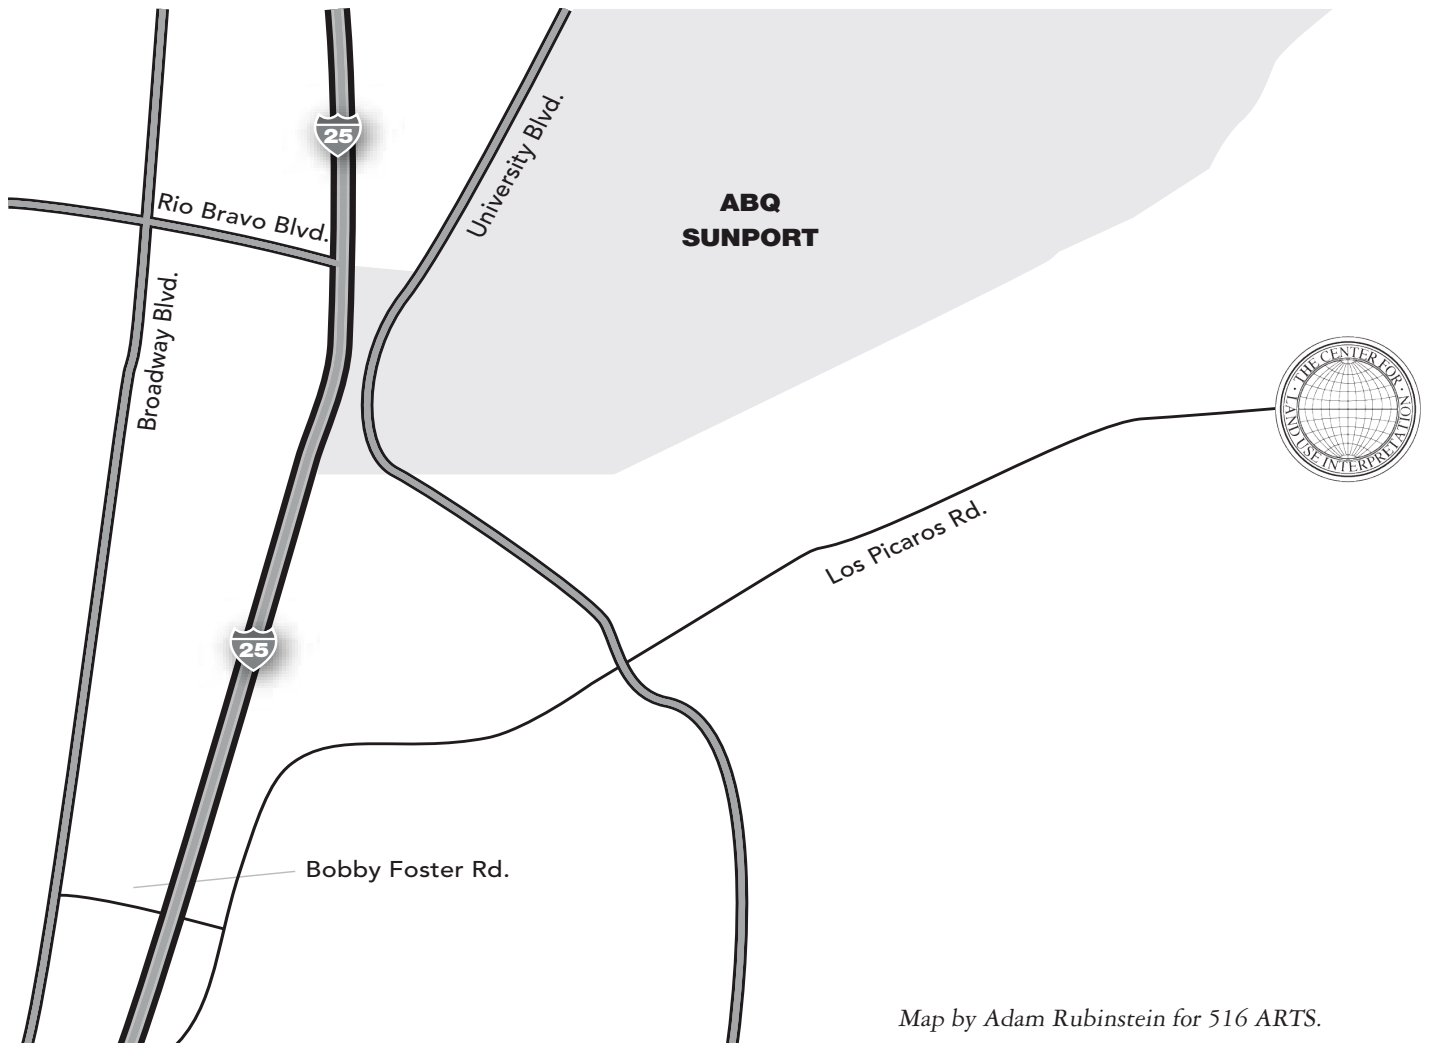 25
University Blvd.
Rio Bravo Blvd.
ABQ
SUNPORT
Broadway Blvd.
· THE CENTER FOR ·
LAND USE INTERPRETATION
Los Picaros Rd.
25
Bobby Foster Rd.
Map by Adam Rubinstein for 516 ARTS.